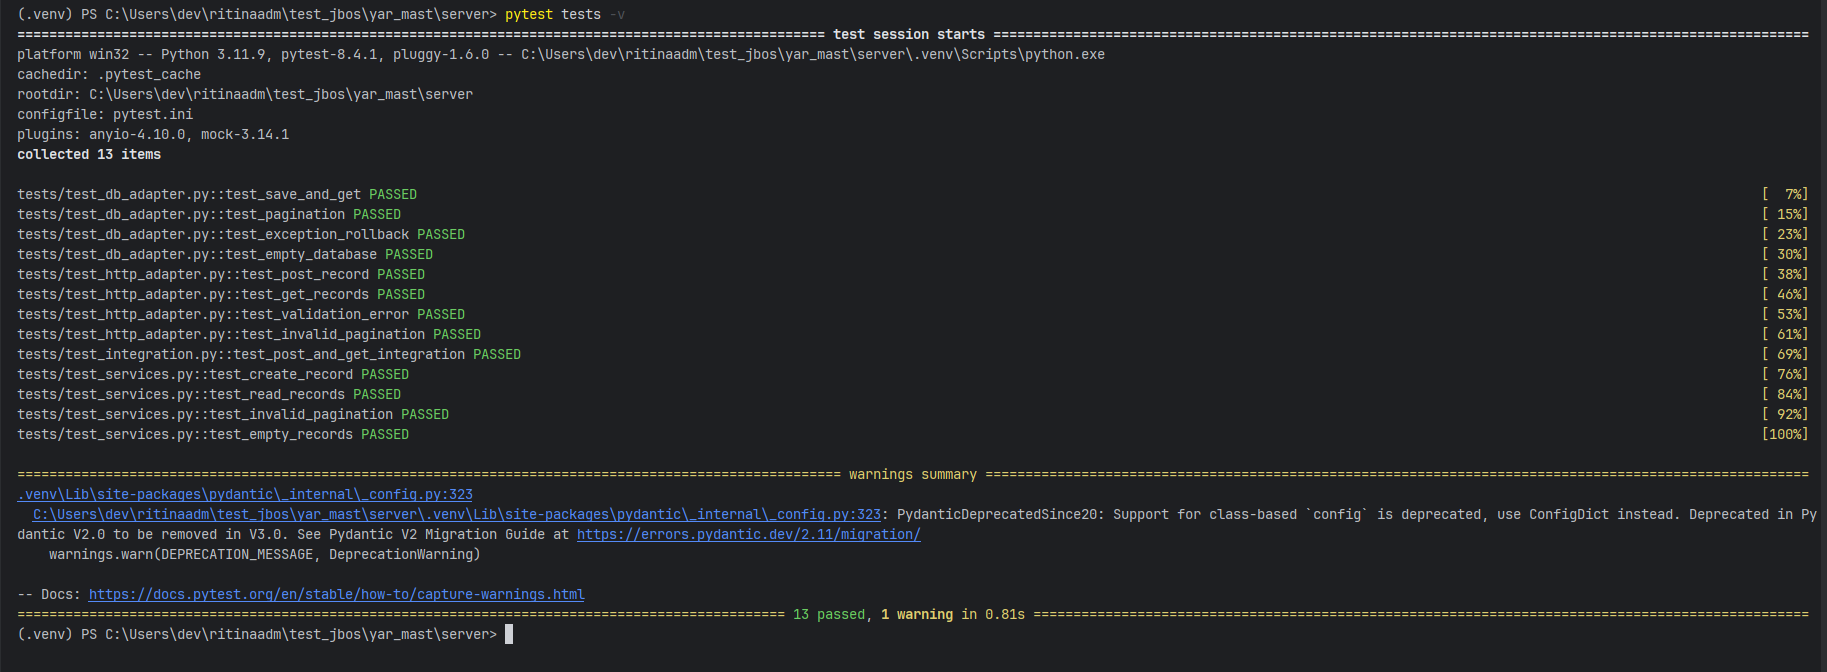 (.venv) PS C:\Users\dev\ritinaadm\test_jbos\yar_mast\server> pytest tests -v
===================================================================================================== test session starts ======================================================================================================
platform win32 -- Python 3.11.9, pytest-8.4.1, pluggy-1.6.0 -- C:\Users\dev\ritinaadm\test_jbos\yar_mast\server\.venv\Scripts\python.exe
cachedir: .pytest_cache
rootdir: C:\Users\dev\ritinaadm\test_jbos\yar_mast\server
configfile: pytest.ini
plugins: anyio-4.10.0, mock-3.14.1
collected 13 items
tests/test_db_adapter.py::test_save_and_get PASSED [  7%]
tests/test_db_adapter.py::test_pagination PASSED [ 15%]
tests/test_db_adapter.py::test_exception_rollback PASSED [ 23%]
tests/test_db_adapter.py::test_empty_database PASSED [ 30%]
tests/test_http_adapter.py::test_post_record PASSED [ 38%]
tests/test_http_adapter.py::test_get_records PASSED [ 46%]
tests/test_http_adapter.py::test_validation_error PASSED [ 53%]
tests/test_http_adapter.py::test_invalid_pagination PASSED [ 61%]
tests/test_integration.py::test_post_and_get_integration PASSED [ 69%]
tests/test_services.py::test_create_record PASSED [ 76%]
tests/test_services.py::test_read_records PASSED [ 84%]
tests/test_services.py::test_invalid_pagination PASSED [ 92%]
tests/test_services.py::test_empty_records PASSED [100%]
======================================================================================================= warnings summary =======================================================================================================
.venv\Lib\site-packages\pydantic\_internal\_config.py:323
C:\Users\dev\ritinaadm\test_jbos\yar_mast\server\.venv\Lib\site-packages\pydantic\_internal\_config.py:323: PydanticDeprecatedSince20: Support for class-based `config` is deprecated, use ConfigDict instead. Deprecated in Py
dantic V2.0 to be removed in V3.0. See Pydantic V2 Migration Guide at https://errors.pydantic.dev/2.11/migration/
warnings.warn(DEPRECATION_MESSAGE, DeprecationWarning)
-- Docs: https://docs.pytest.org/en/stable/how-to/capture-warnings.html
================================================================================================ 13 passed, 1 warning in 0.81s =================================================================================================
(.venv) PS C:\Users\dev\ritinaadm\test_jbos\yar_mast\server>